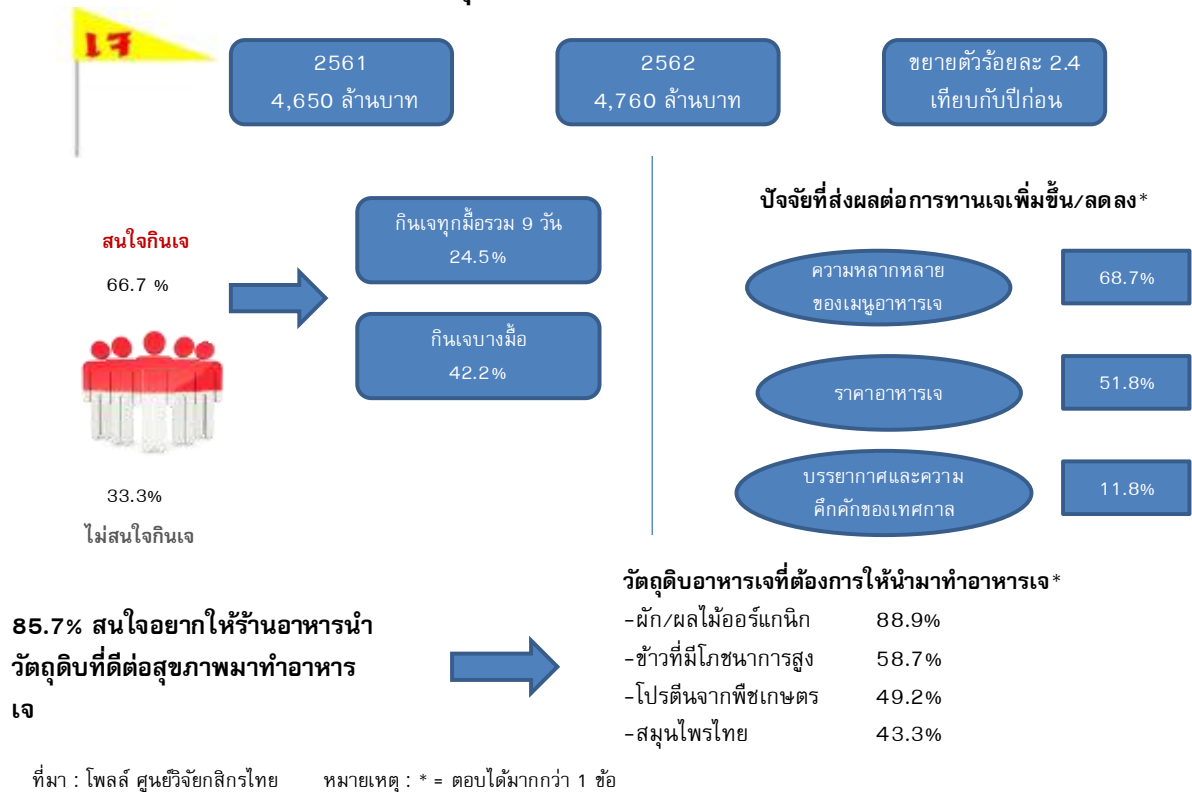 เจ
2561
4,650 ล้านบาท
2562
4,760 ล้านบาท
ขยายตัวร้อยละ 2.4
เทียบกับปีก่อน
สนใจกินเจ
66.7 %
กินเจทุกมื้อรวม 9 วัน
24.5%
กินเจบางมื้อ
42.2%
33.3%
ไม่สนใจกินเจ
ปัจจัยที่ส่งผลต่อการทานเจเพิ่มขึ้น/ลดลง*
ความหลากหลาย
ของเมนูอาหารเจ
68.7%
ราคาอาหารเจ
51.8%
บรรยากาศและความ
คึกคักของเทศกาล
11.8%
85.7% สนใจอยากให้ร้านอาหารนำ
วัตถุดิบที่ดีต่อสุขภาพมาทำอาหาร
เจ
วัตถุดิบอาหารเจที่ต้องการให้นำมาทำอาหารเจ*
-ผัก/ผลไม้ออร์แกนิก 88.9%
-ข้าวที่มีโภชนาการสูง 58.7%
-โปรตีนจากพืชเกษตร 49.2%
-สมุนไพรไทย 43.3%
ที่มา : โพลล์ ศูนย์วิจัยกสิกรไทย หมายเหตุ : * = ตอบได้มากกว่า 1 ข้อ